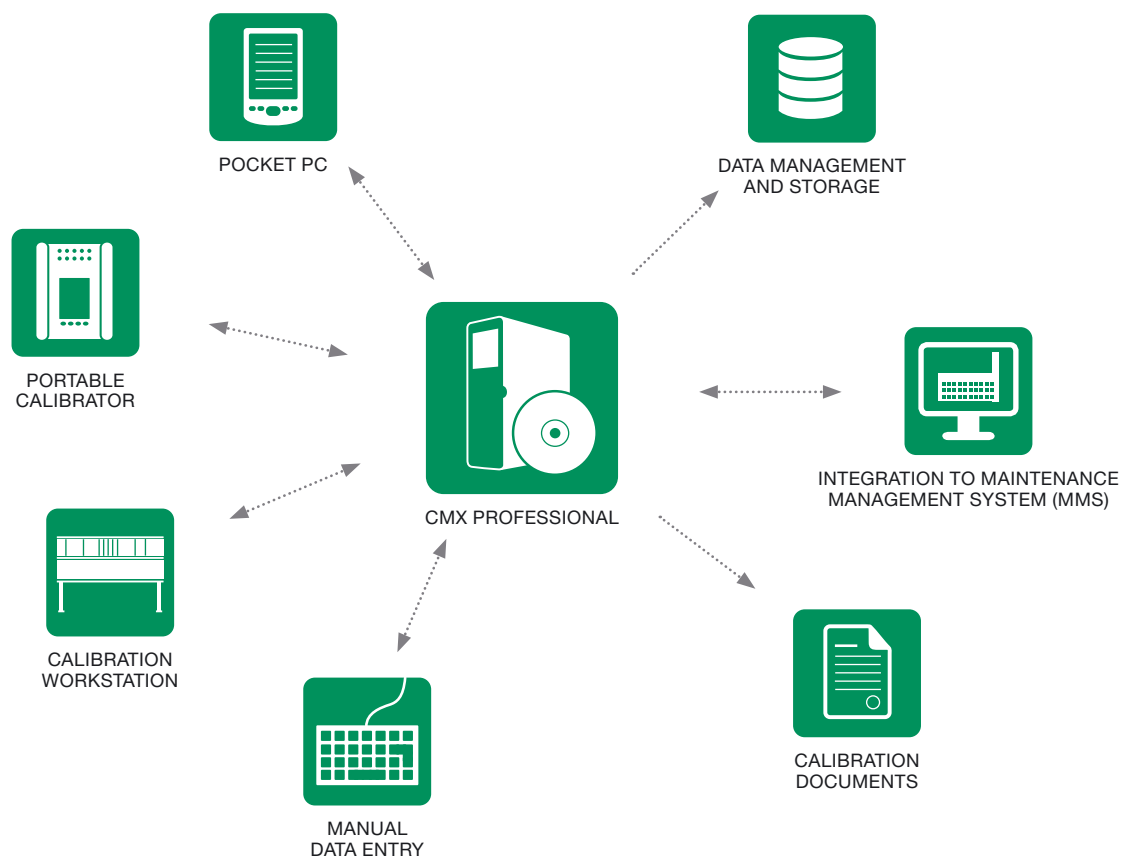 POCKET PC
DATA MANAGEMENT
AND STORAGE
PORTABLE
CALIBRATOR
CMX PROFESSIONAL
INTEGRATION TO MAINTENANCE
MANAGEMENT SYSTEM (MMS)
CALIBRATION
WORKSTATION
MANUAL
DATA ENTRY
CALIBRATION
DOCUMENTS